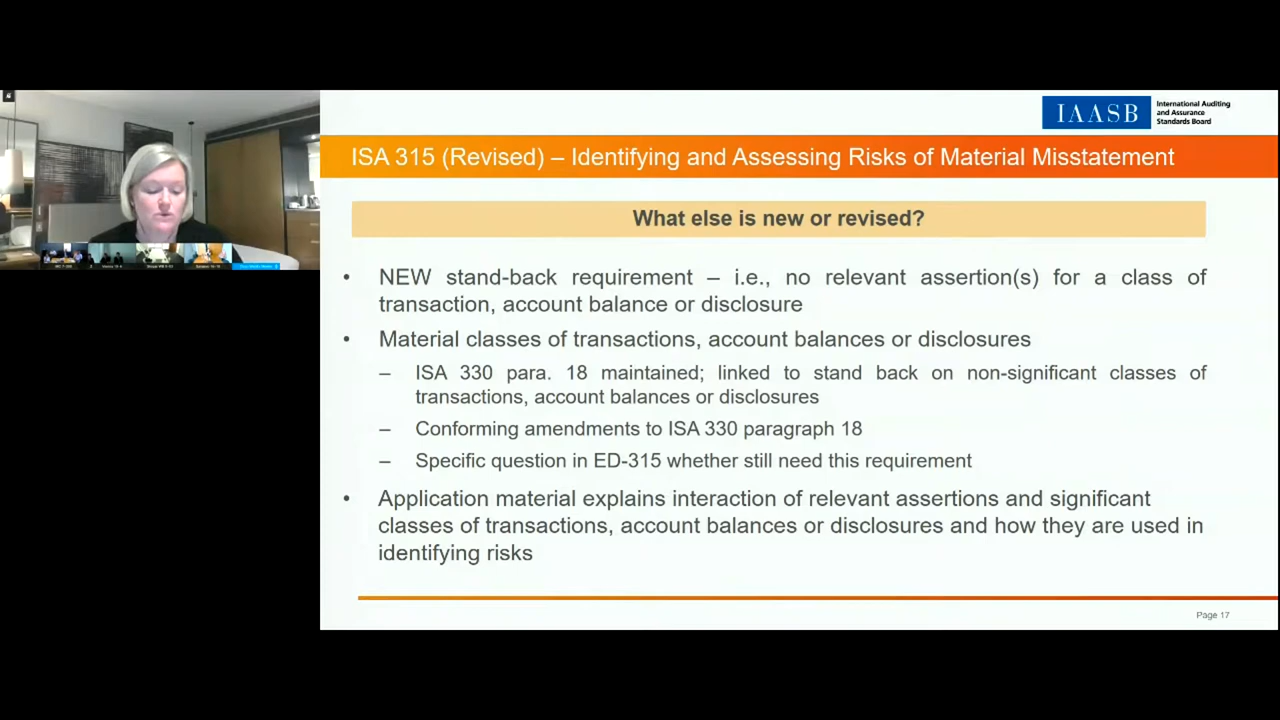 IAASB
International Auditing
and Assurance
Standards Board
ISA 315 (Revised) – Identifying and Assessing Risks of Material Misstatement
What else is new or revised?
• NEW stand-back requirement – i.e., no relevant assertion(s) for a class of
transaction, account balance or disclosure
• Material classes of transactions, account balances or disclosures
– ISA 330 para. 18 maintained; linked to stand back on non-significant classes of
transactions, account balances or disclosures
– Conforming amendments to ISA 330 paragraph 18
– Specific question in ED-315 whether still need this requirement
• Application material explains interaction of relevant assertions and significant
classes of transactions, account balances or disclosures and how they are used in
identifying risks
Page 17